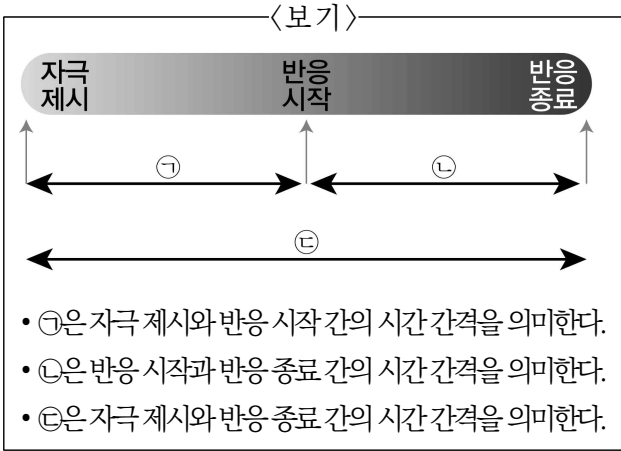 〈보기〉
자극 제시
반응 시작
반응 종료
㉠
㉡
㉢
• ㉠은 자극 제시와 반응 시작 간의 시간 간격을 의미한다.
• ㉡은 반응 시작과 반응 종료 간의 시간 간격을 의미한다.
• ㉢은 자극 제시와 반응 종료 간의 시간 간격을 의미한다.